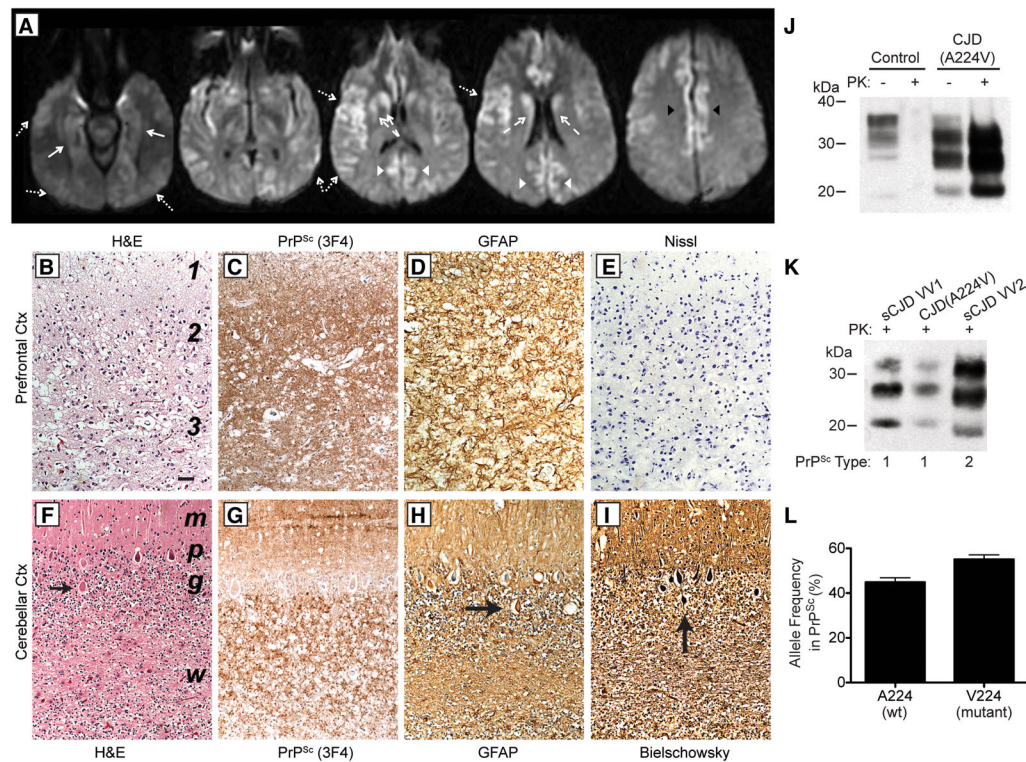 A
H&E
PrP^Sc (3F4)
GFAP
Nissl
Prefrontal Ctx
B
1
2
3
C
D
E
Cerebellar Ctx
F
m
p
g
w
G
H
I
H&E
PrP^Sc (3F4)
GFAP
Bielschowsky
J
Control
CJD
(A224V)
PK: - + - +
kDa
40
30
20
K
sCJD VV1
CJD(A224V)
sCJD VV2
PK: + + +
kDa
30
20
PrP^Sc Type: 1 1 2
L
Allele Frequency
in PrP^Sc (%)
60
40
20
0
A224
(wt)
V224
(mutant)